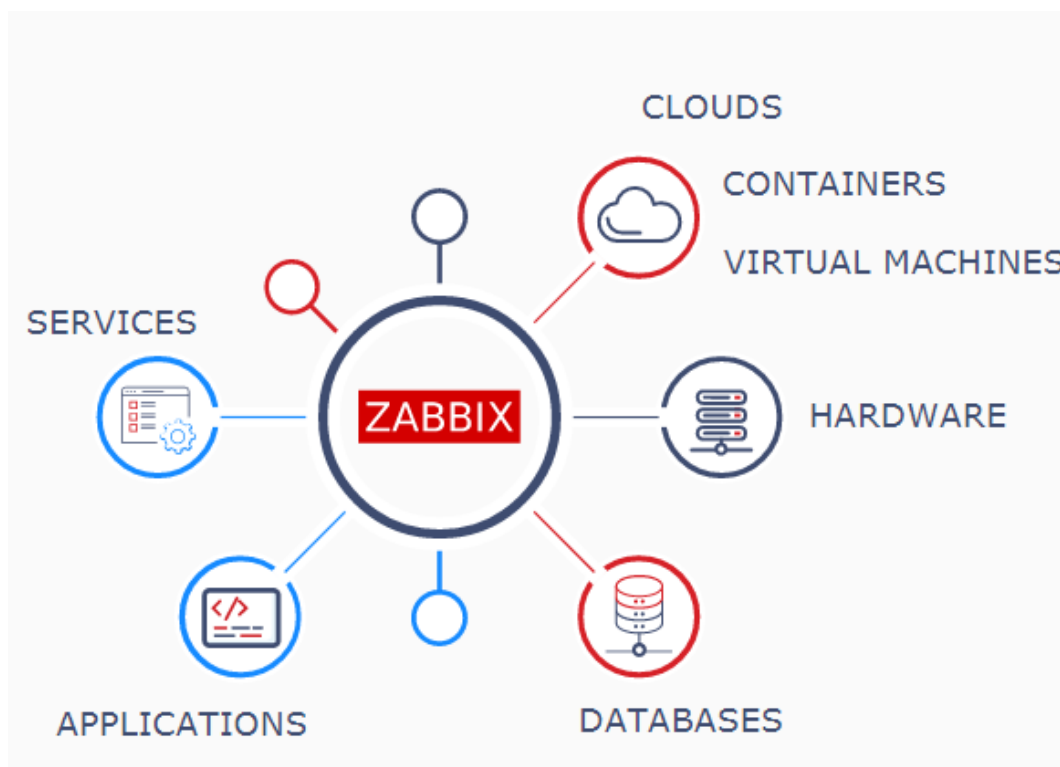 CLOUDS
CONTAINERS
VIRTUAL MACHINES
SERVICES
ZABBIX
HARDWARE
APPLICATIONS
DATABASES